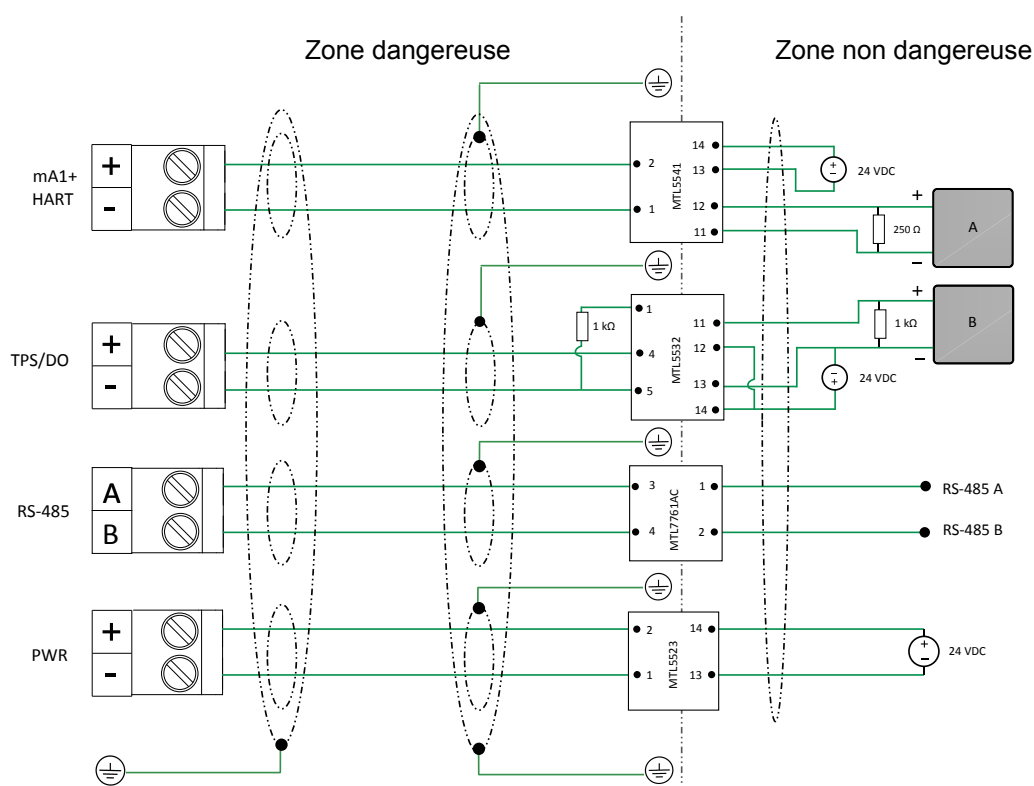 Zone dangereuse
Zone non dangereuse
mA1+
HART
+
-
2
1
MTL5541
14
13
12
11
+
-
24 VDC
+
250 Ω
–
A
TPS/DO
+
-
1 kΩ
1
4
5
MTL5532
11
12
13
14
+
1 kΩ
–
B
-
+
24 VDC
RS-485
A
B
3
4
MTL7761AC
1
2
RS-485 A
RS-485 B
PWR
+
-
2
1
MTL5523
14
13
+
-
24 VDC